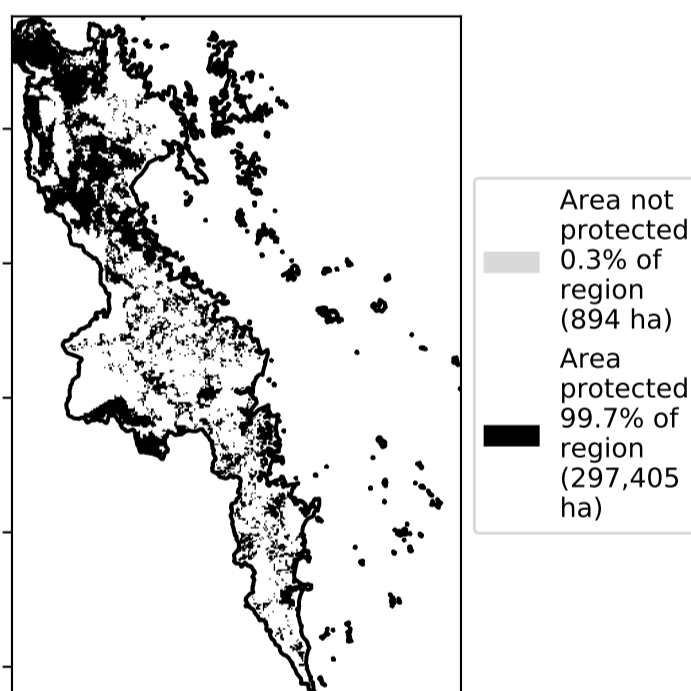 Area not
protected
0.3% of
region
(894 ha)
Area
protected
99.7% of
region
(297,405
ha)